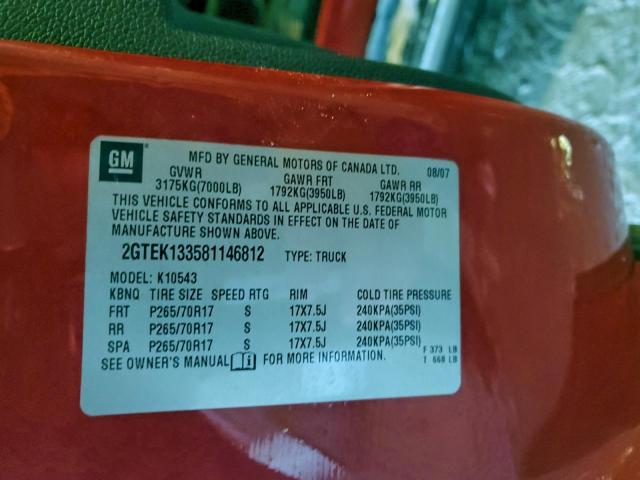 GM
MFD BY GENERAL MOTORS OF CANADA LTD. 08/07
GVWR GAWR FRT GAWR RR
3175KG(7000LB) 1792KG(3950LB) 1792KG(3950LB)
THIS VEHICLE CONFORMS TO ALL APPLICABLE U.S. FEDERAL MOTOR
VEHICLE SAFETY STANDARDS IN EFFECT ON THE DATE OF
MANUFACTURE SHOWN ABOVE.
2GTEK133581146812 TYPE: TRUCK
MODEL: K10543
KBNQ TIRE SIZE SPEED RTG RIM COLD TIRE PRESSURE
FRT P265/70R17 S 17X7.5J 240KPA(35PSI)
RR P265/70R17 S 17X7.5J 240KPA(35PSI)
SPA P265/70R17 S 17X7.5J 240KPA(35PSI)
SEE OWNER'S MANUAL i FOR MORE INFORMATION.
F 373 LB
T 668 LB